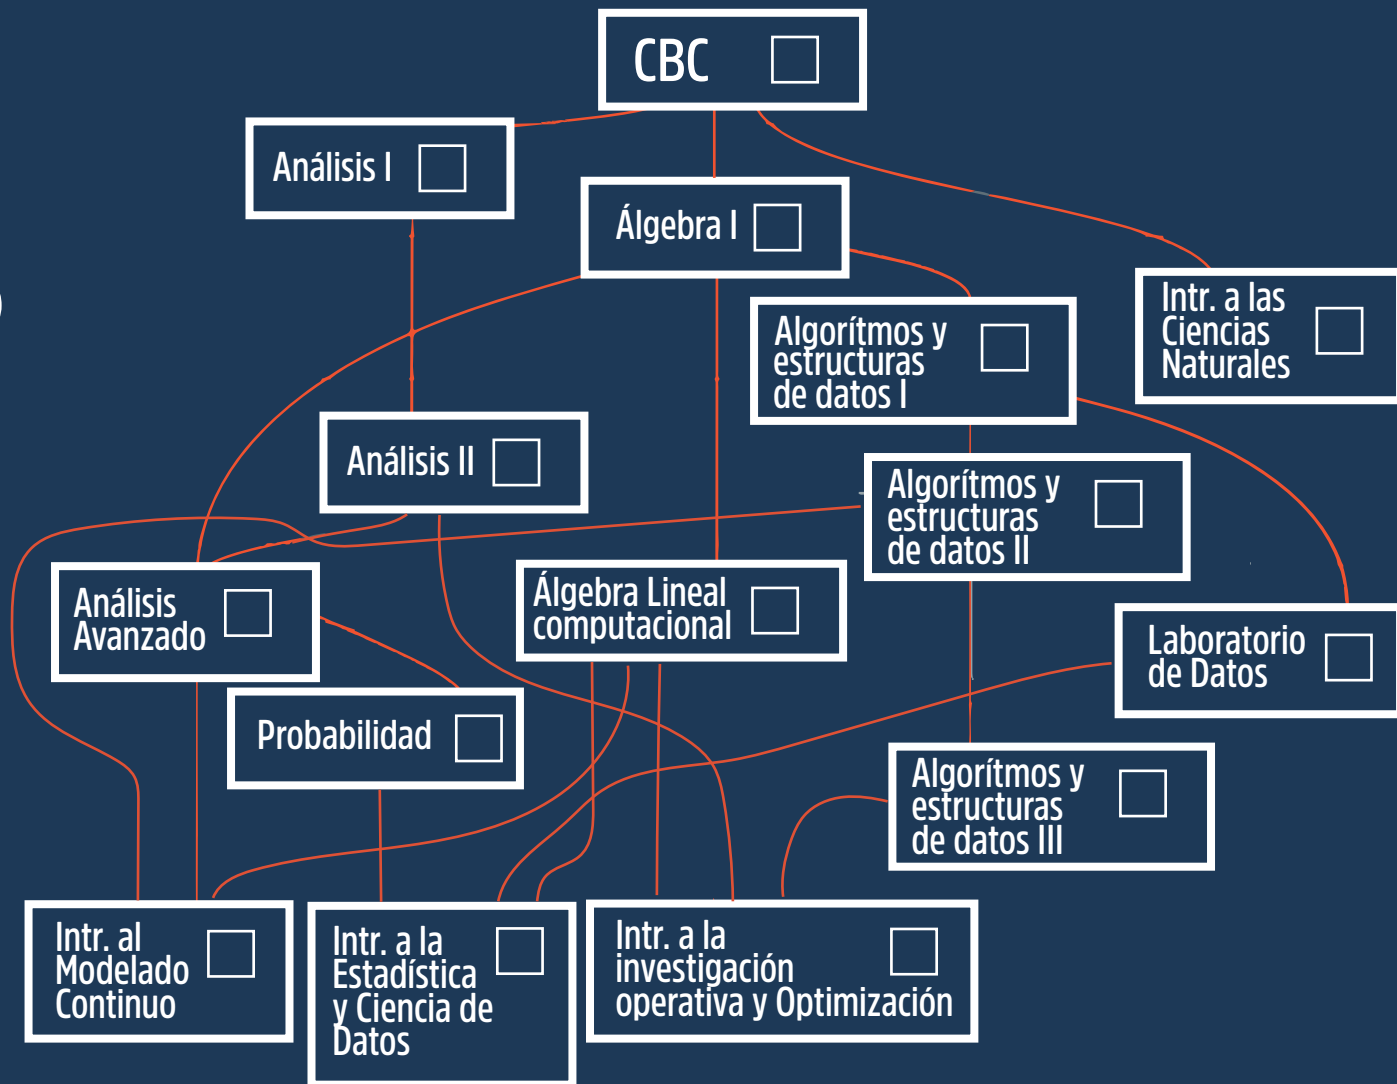 CBC
Análisis I
Álgebra I
Intr. a las
Ciencias
Naturales
Algorítmos y
estructuras
de datos I
Análisis II
Algorítmos y
estructuras
de datos II
Análisis
Avanzado
Álgebra Lineal
computacional
Laboratorio
de Datos
Probabilidad
Algorítmos y
estructuras
de datos III
Intr. al
Modelado
Continuo
Intr. a la
Estadística
y Ciencia de
Datos
Intr. a la
investigación
operativa y Optimización